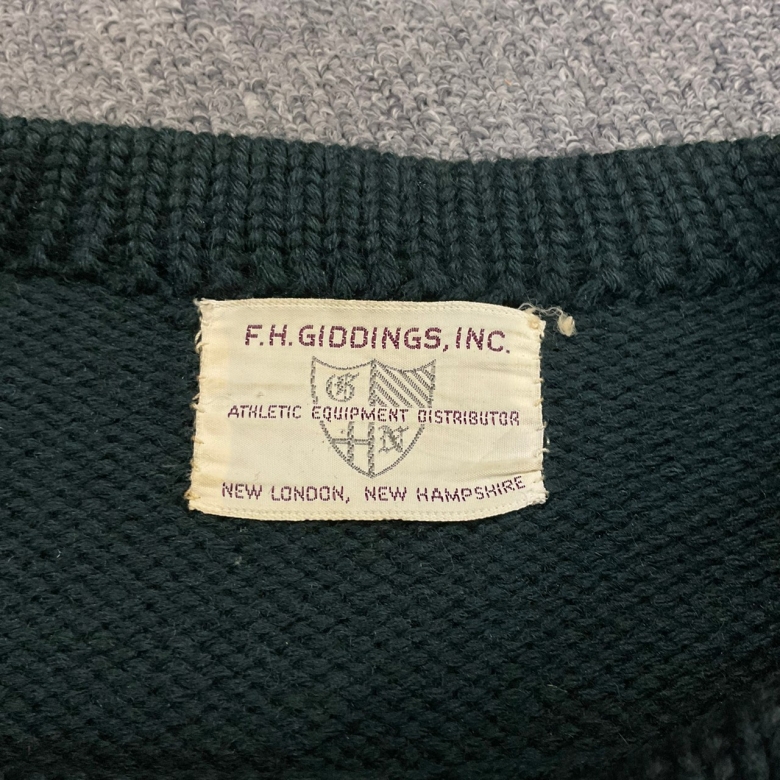 F.H.GIDDINGS, INC.
G
ATHLETIC EQUIPMENT DISTRIBUTOR
N
NEW LONDON, NEW HAMPSHIRE